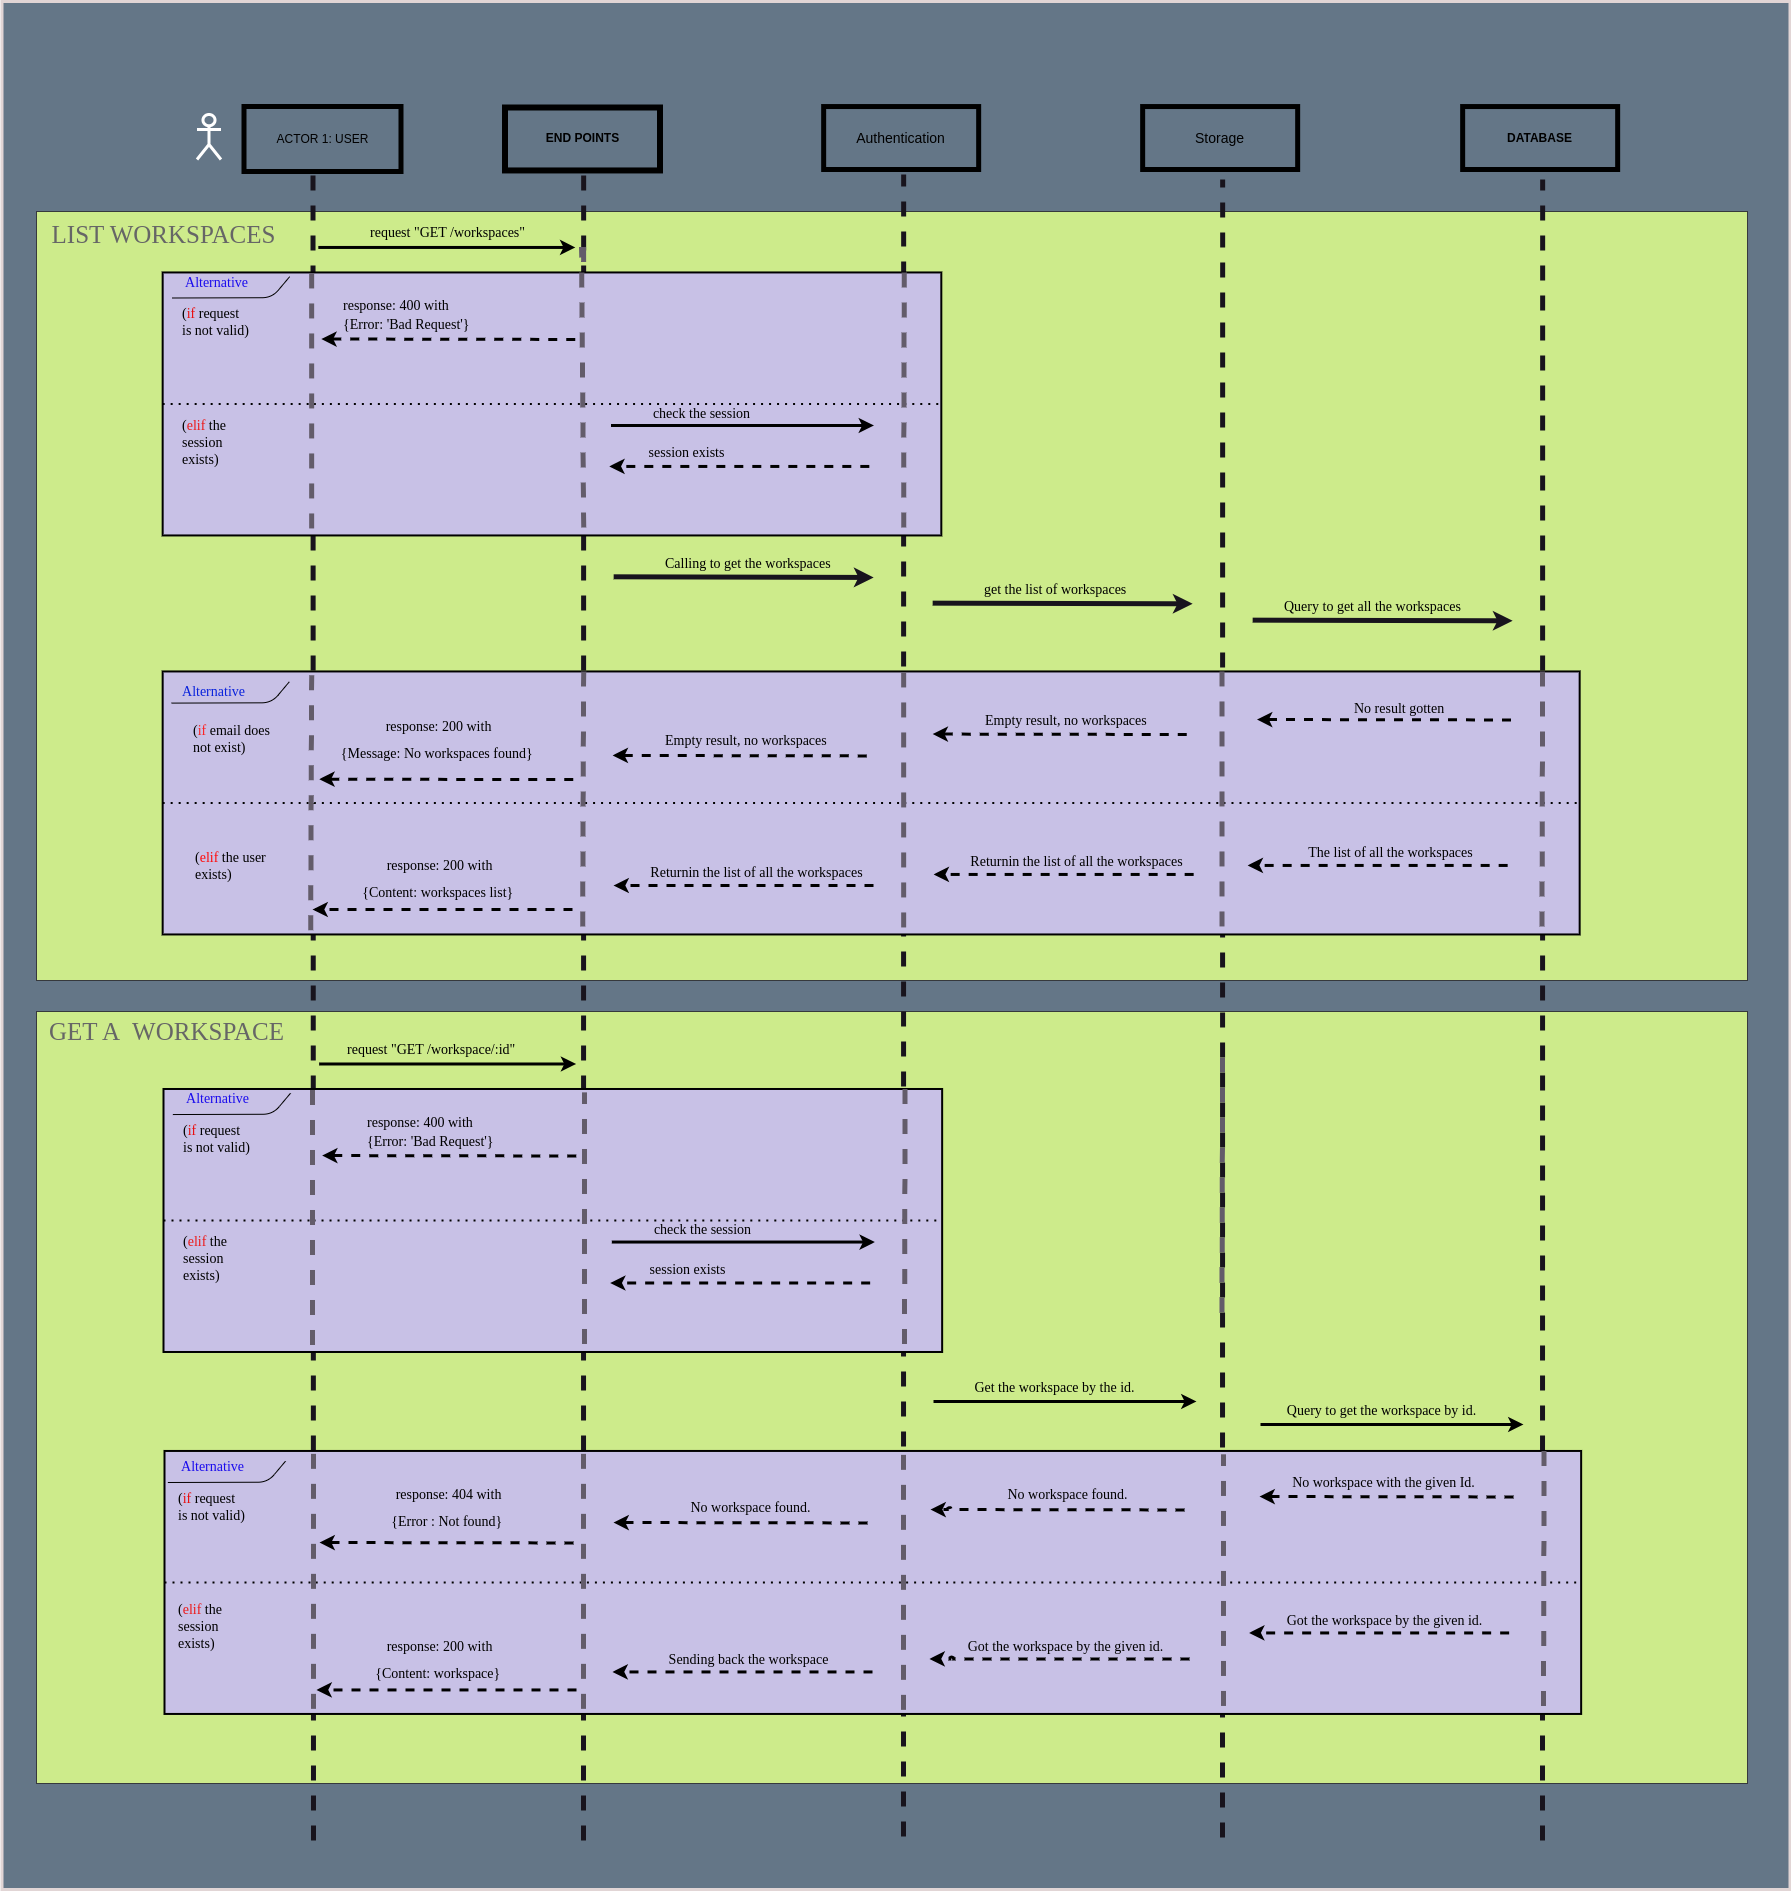 ACTOR 1: USER
END POINTS
Authentication
Storage
DATABASE
LIST WORKSPACES
request "GET /workspaces"
Alternative
(if request
is not valid)
response: 400 with
{Error: 'Bad Request'}
(elif the
session
exists)
check the session
session exists
Calling to get the workspaces
get the list of workspaces
Query to get all the workspaces
Alternative
(if email does
not exist)
response: 200 with
{Message: No workspaces found}
Empty result, no workspaces
Empty result, no workspaces
No result gotten
(elif the user
exists)
response: 200 with
{Content: workspaces list}
Returnin the list of all the workspaces
Returnin the list of all the workspaces
The list of all the workspaces
GET A  WORKSPACE
request "GET /workspace/:id"
Alternative
(if request
is not valid)
response: 400 with
{Error: 'Bad Request'}
(elif the
session
exists)
check the session
session exists
Get the workspace by the id.
Query to get the workspace by id.
Alternative
(if request
is not valid)
response: 404 with
{Error : Not found}
No workspace found.
No workspace found.
No workspace with the given Id.
(elif the
session
exists)
response: 200 with
{Content: workspace}
Sending back the workspace
Got the workspace by the given id.
Got the workspace by the given id.